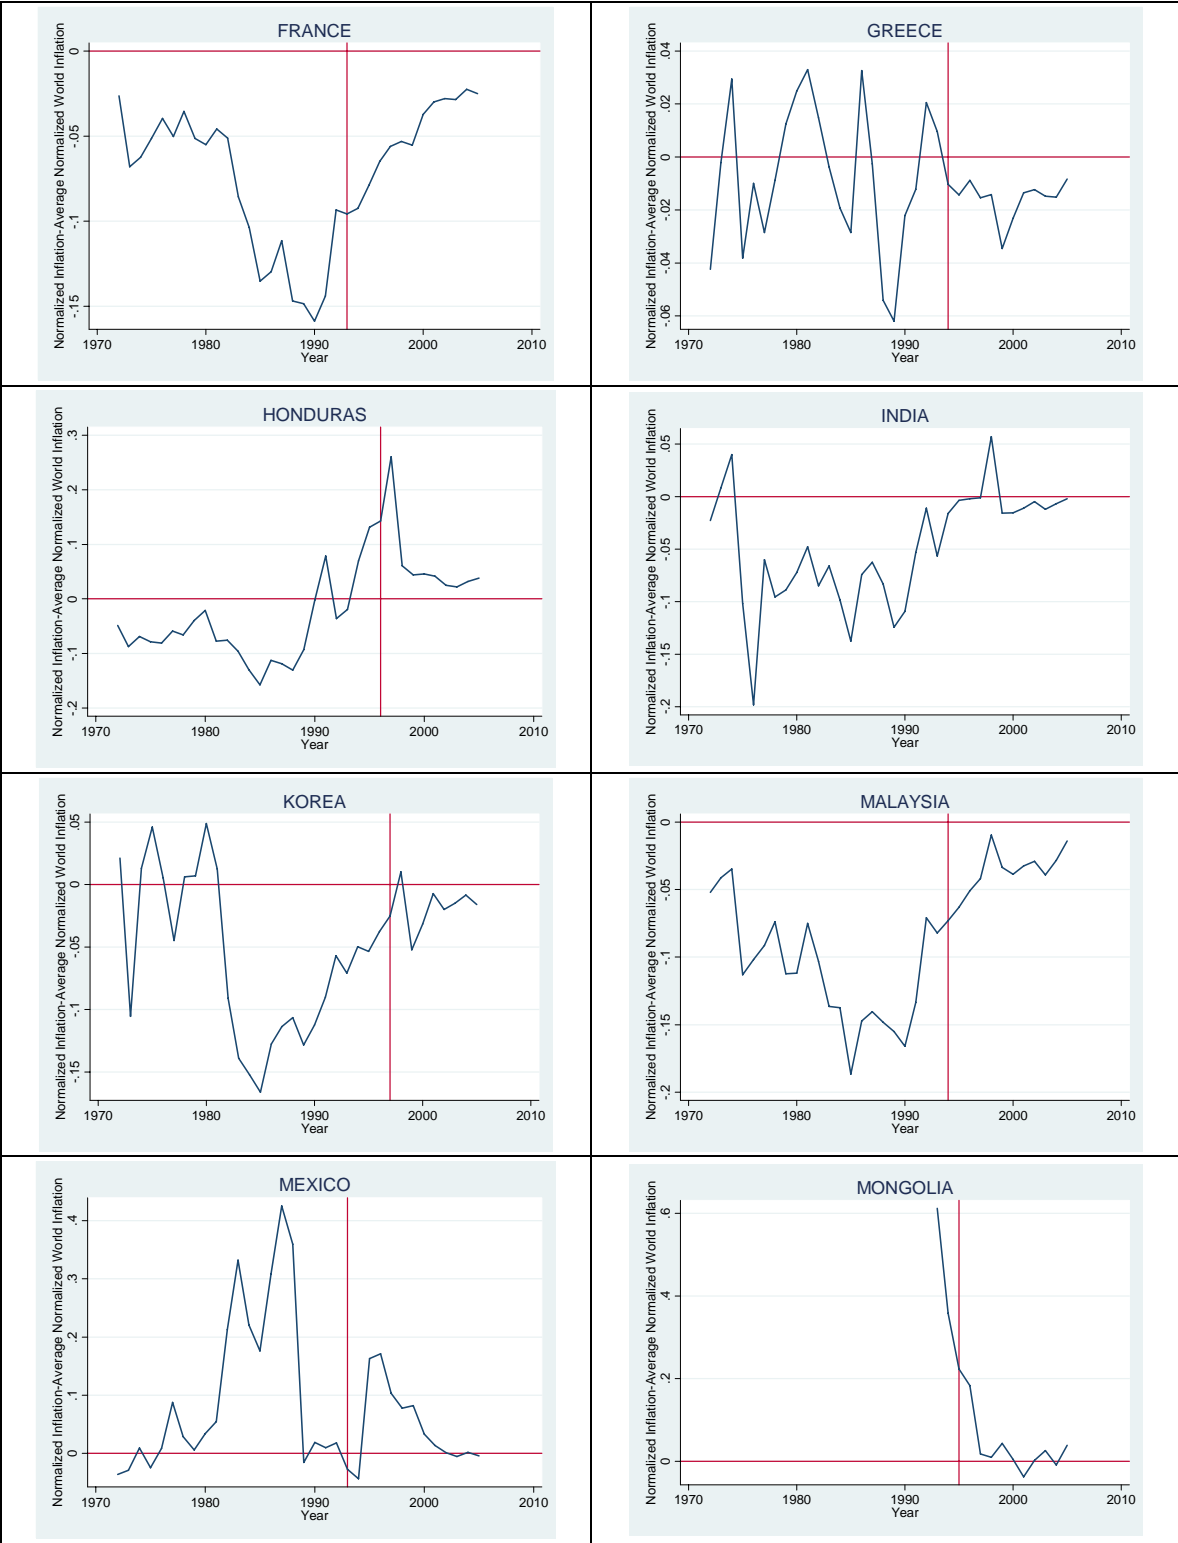 FRANCE
Normalized Inflation-Average Normalized World Inflation
0
-.05
-.1
-.15
1970 1980 1990 2000 2010
Year
GREECE
Normalized Inflation-Average Normalized World Inflation
.04
.02
0
-.02
-.04
-.06
1970 1980 1990 2000 2010
Year
HONDURAS
Normalized Inflation-Average Normalized World Inflation
.3
.2
.1
0
-.1
-.2
1970 1980 1990 2000 2010
Year
INDIA
Normalized Inflation-Average Normalized World Inflation
.05
0
-.05
-.1
-.15
-.2
1970 1980 1990 2000 2010
Year
KOREA
Normalized Inflation-Average Normalized World Inflation
.05
0
-.05
-.1
-.15
1970 1980 1990 2000 2010
Year
MALAYSIA
Normalized Inflation-Average Normalized World Inflation
0
-.05
-.1
-.15
-.2
1970 1980 1990 2000 2010
Year
MEXICO
Normalized Inflation-Average Normalized World Inflation
.4
.3
.2
.1
0
1970 1980 1990 2000 2010
Year
MONGOLIA
Normalized Inflation-Average Normalized World Inflation
.6
.4
.2
0
1970 1980 1990 2000 2010
Year